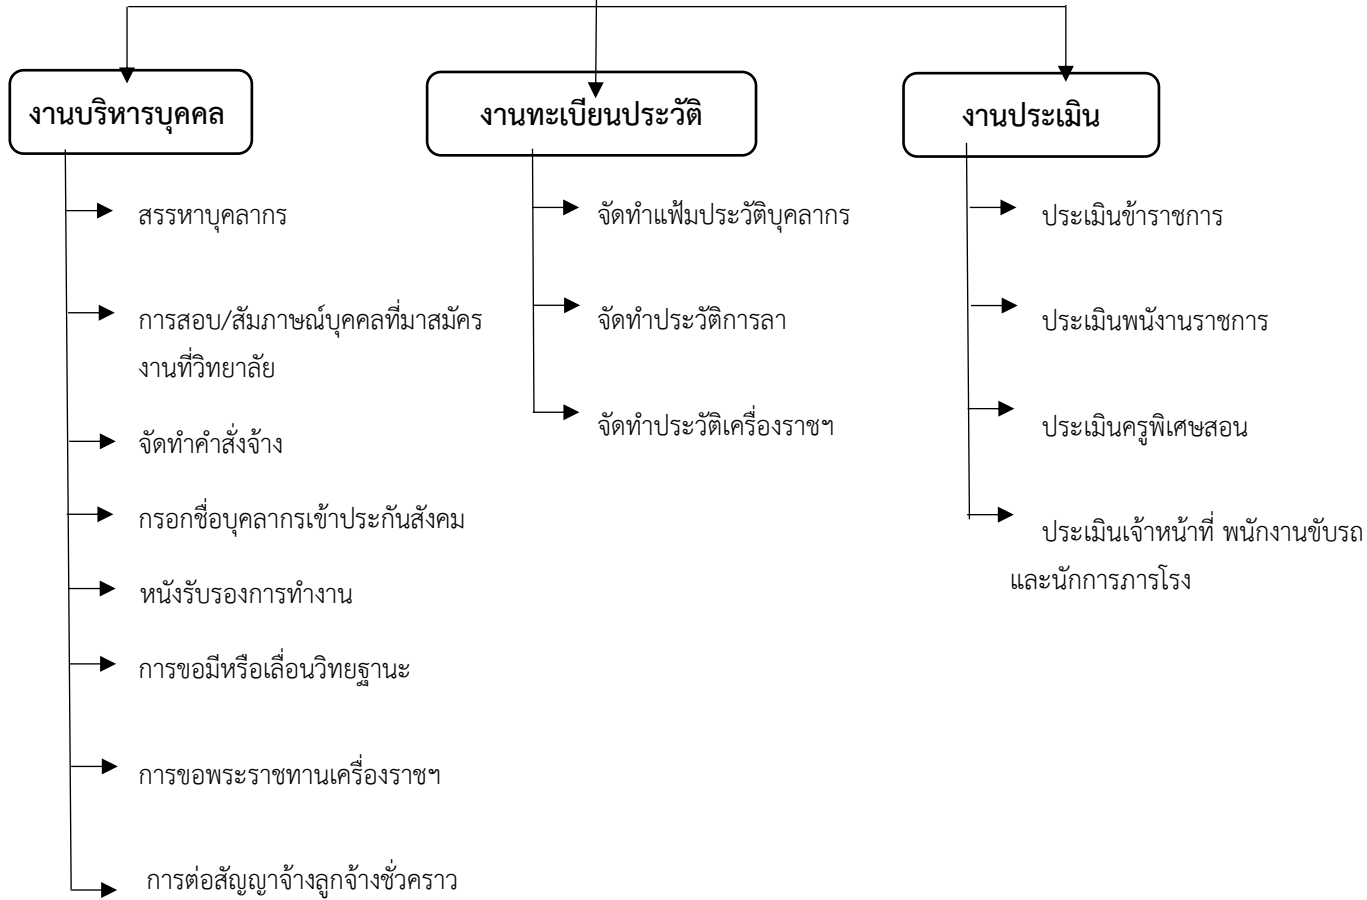 งานบริหารบุคคล
สรรหาบุคลากร
การสอบ/สัมภาษณ์บุคคลที่มาสมัคร
งานที่วิทยาลัย
จัดทำคำสั่งจ้าง
กรอกชื่อบุคลากรเข้าประกันสังคม
หนังรับรองการทำงาน
การขอมีหรือเลื่อนวิทยฐานะ
การขอพระราชทานเครื่องราชฯ
การต่อสัญญาจ้างลูกจ้างชั่วคราว
งานทะเบียนประวัติ
จัดทำแฟ้มประวัติบุคลากร
จัดทำประวัติการลา
จัดทำประวัติเครื่องราชฯ
งานประเมิน
ประเมินข้าราชการ
ประเมินพนังานราชการ
ประเมินครูพิเศษสอน
ประเมินเจ้าหน้าที่ พนักงานขับรถ
และนักการภารโรง